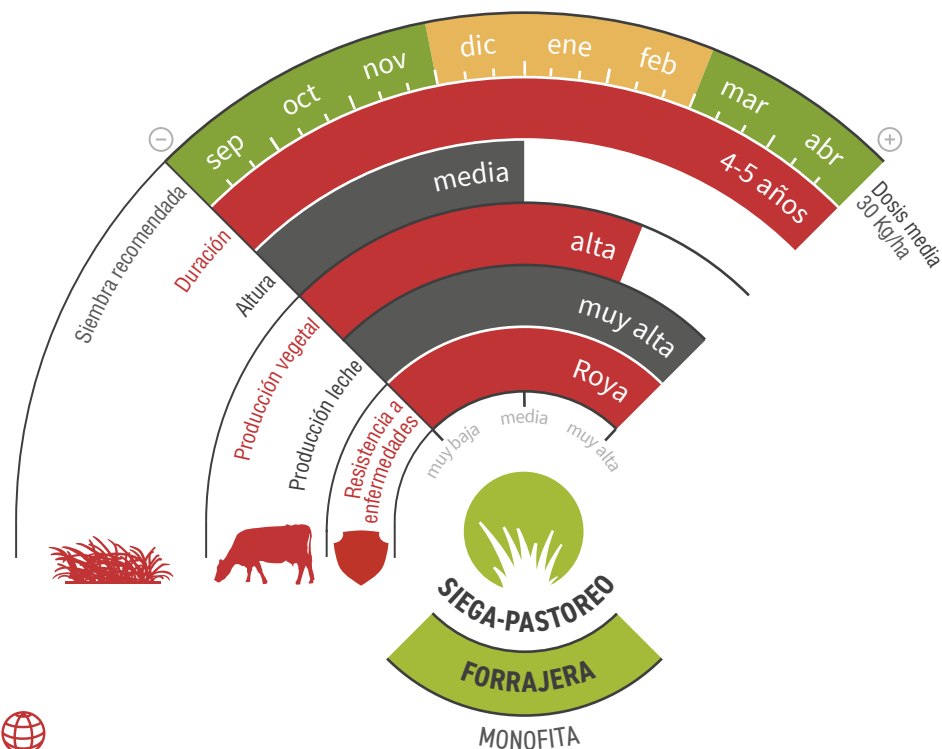 sep oct nov dic ene feb mar abr
−
+
Siembra recomendada
Dosis media
30 Kg/ha
Duración
4-5 años
Altura
media
Producción vegetal
alta
Producción leche
muy alta
Resistencia a
enfermedades
Roya
muy baja media muy alta
SIEGA-PASTOREO
FORRAJERA
MONOFITA